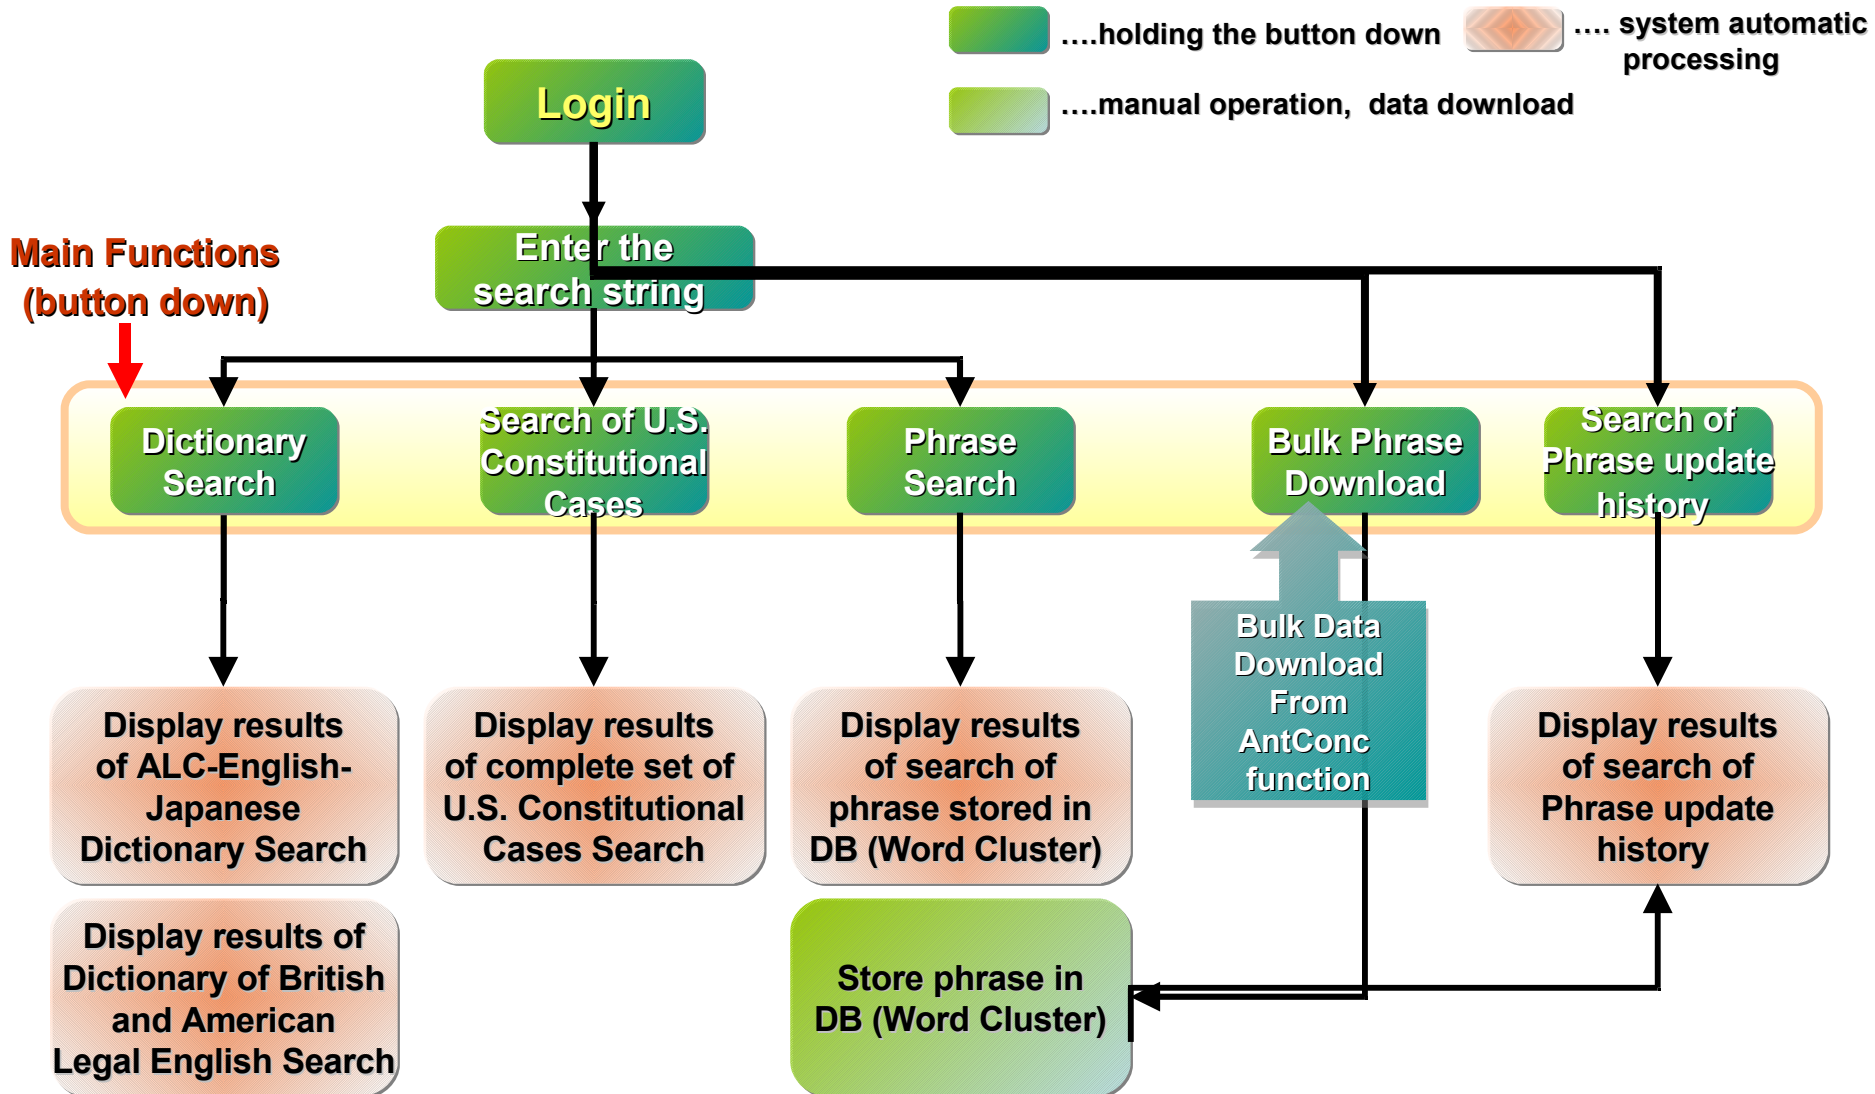 ….holding the button down
…. system automatic
processing
….manual operation,  data download
Login
Main Functions
(button down)
Enter the
search string
Dictionary
Search
Search of U.S.
Constitutional
Cases
Phrase
Search
Bulk Phrase
Download
Search of
Phrase update
history
Bulk Data
Download
From
AntConc
function
Display results
of ALC-English-
Japanese
Dictionary Search
Display results
of complete set of
U.S. Constitutional
Cases Search
Display results
of search of
phrase stored in
DB (Word Cluster)
Display results
of search of
Phrase update
history
Display results of
Dictionary of British
and American
Legal English Search
Store phrase in
DB (Word Cluster)